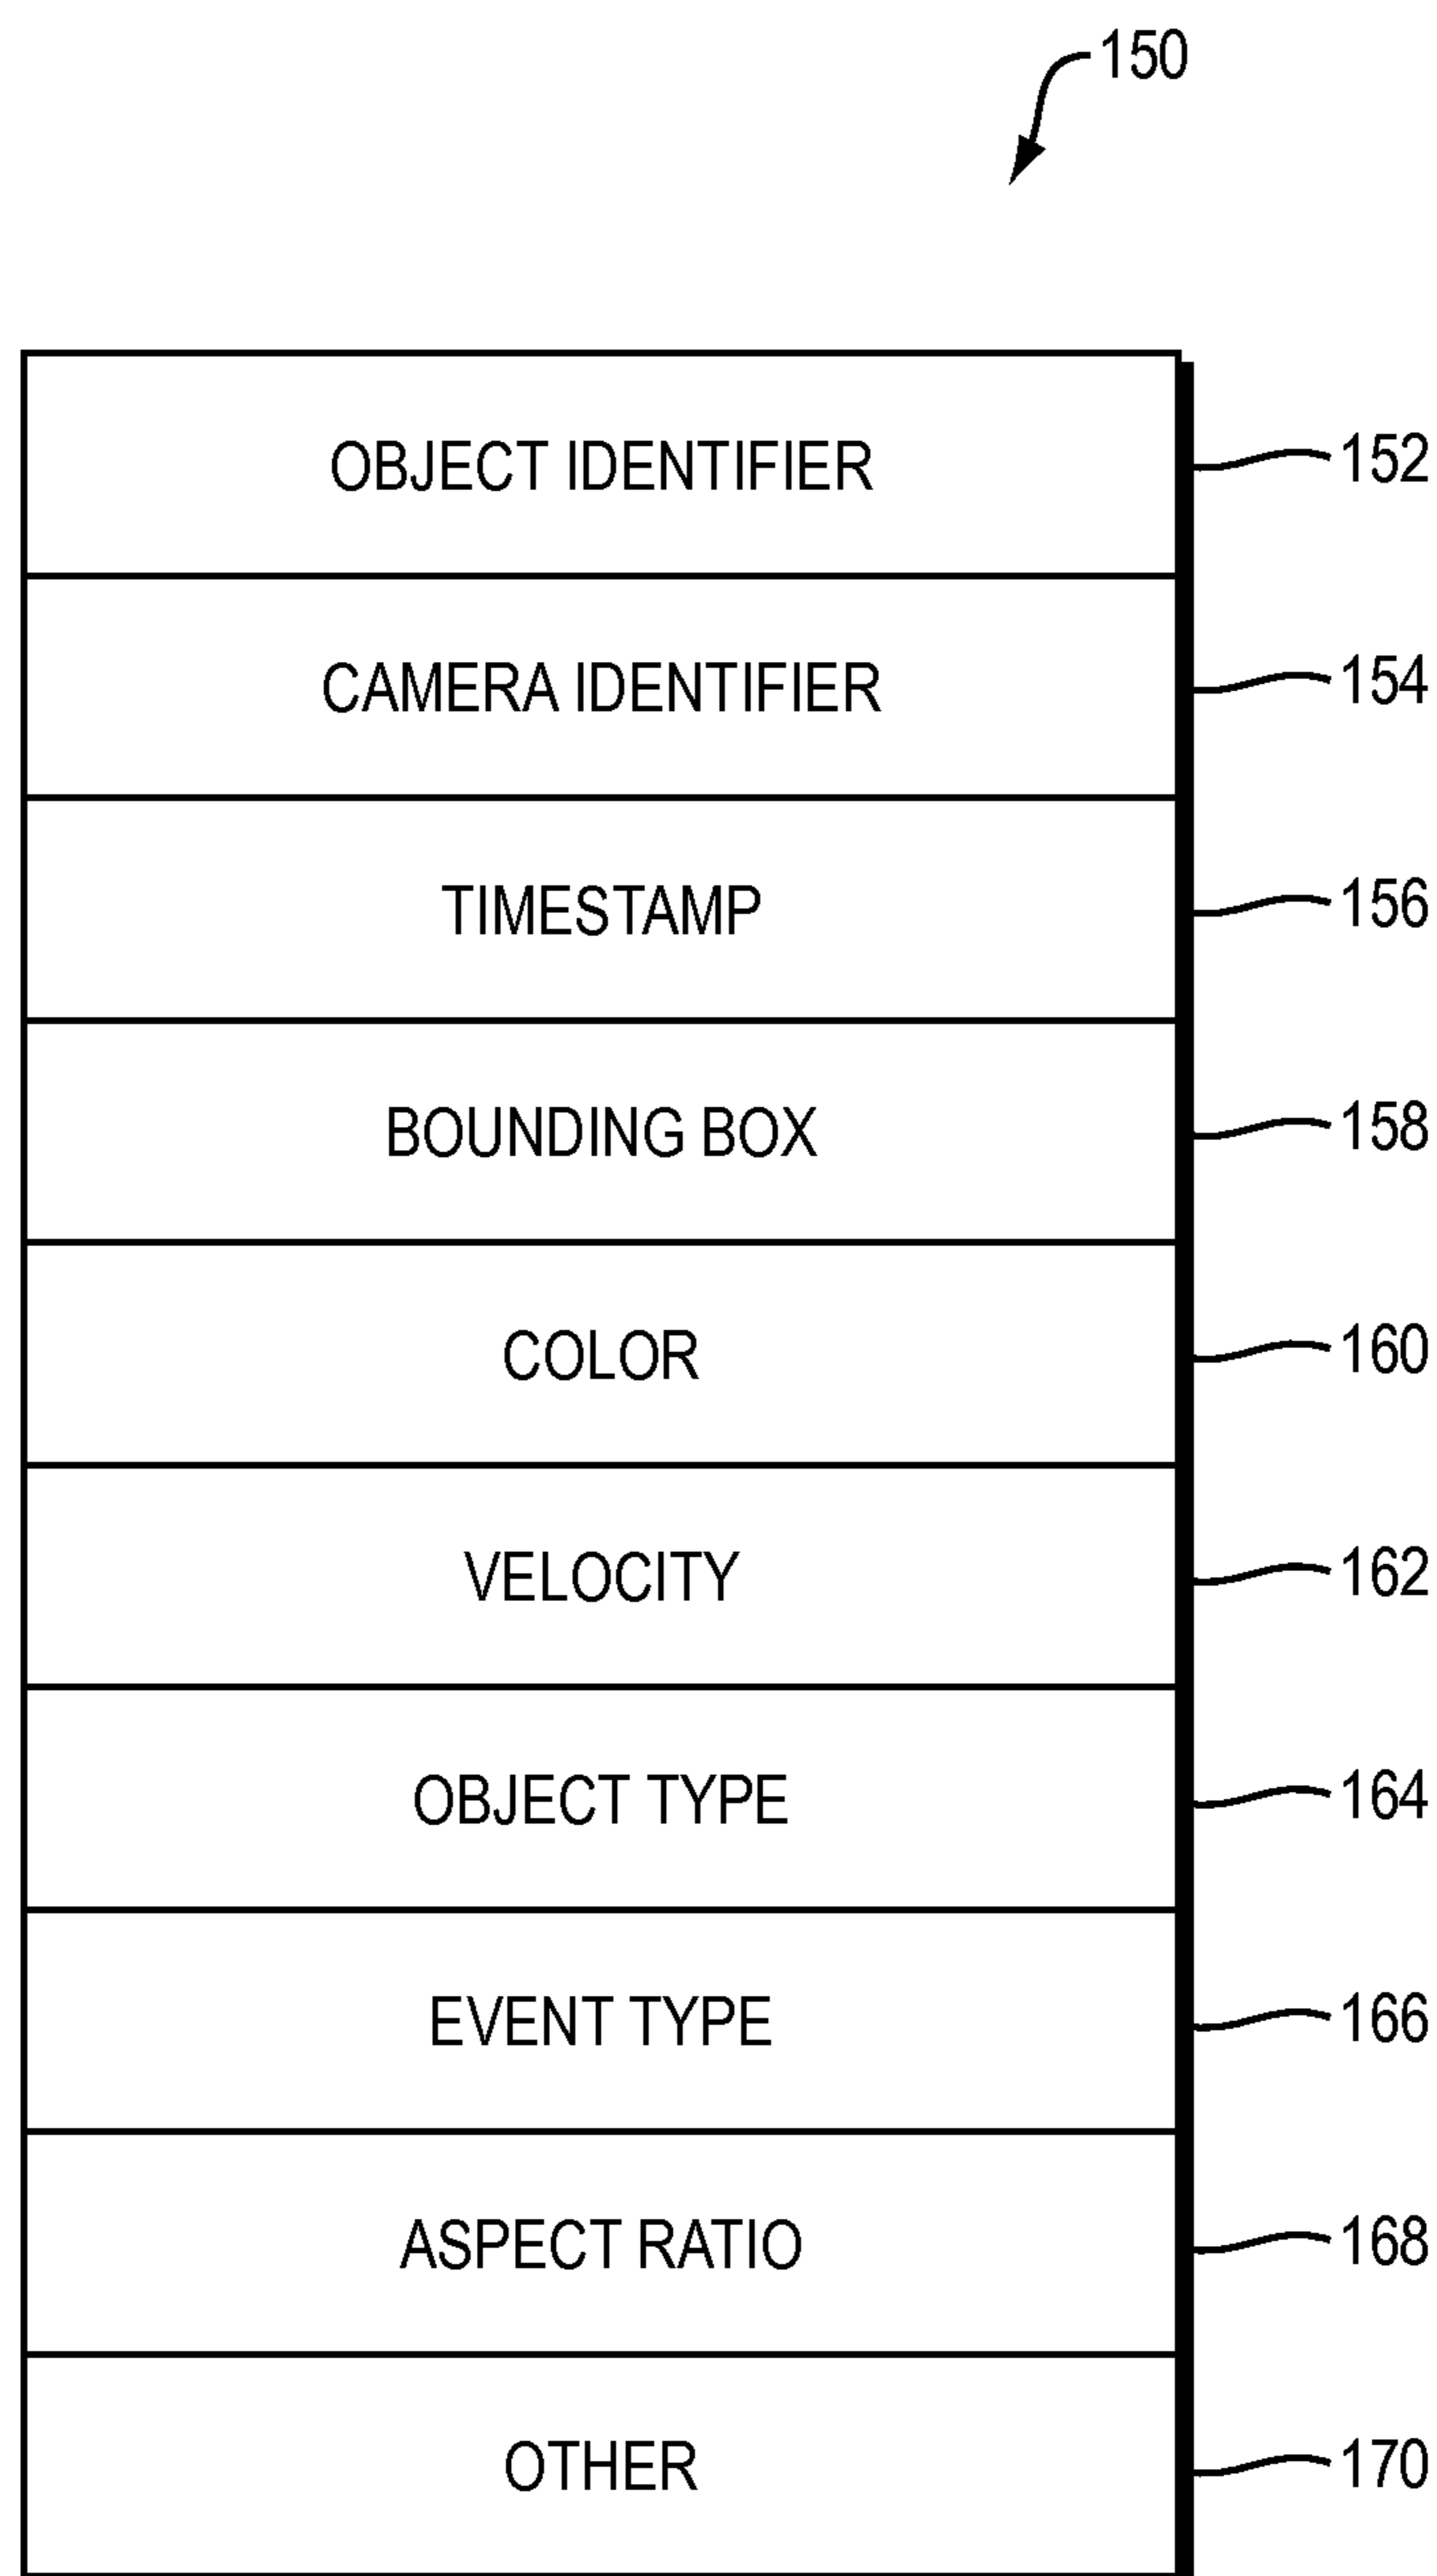 150
OBJECT IDENTIFIER 152
CAMERA IDENTIFIER 154
TIMESTAMP 156
BOUNDING BOX 158
COLOR 160
VELOCITY 162
OBJECT TYPE 164
EVENT TYPE 166
ASPECT RATIO 168
OTHER 170